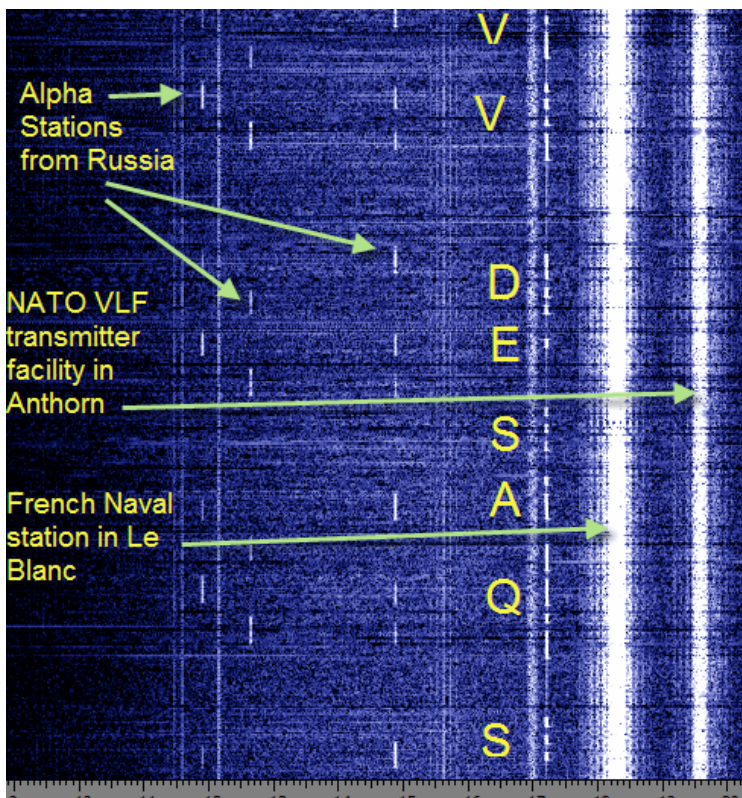 V
Alpha
Stations
from Russia
V
NATO VLF
transmitter
facility in
Anthorn
D
E
S
French Naval
station in Le
Blanc
A
Q
S